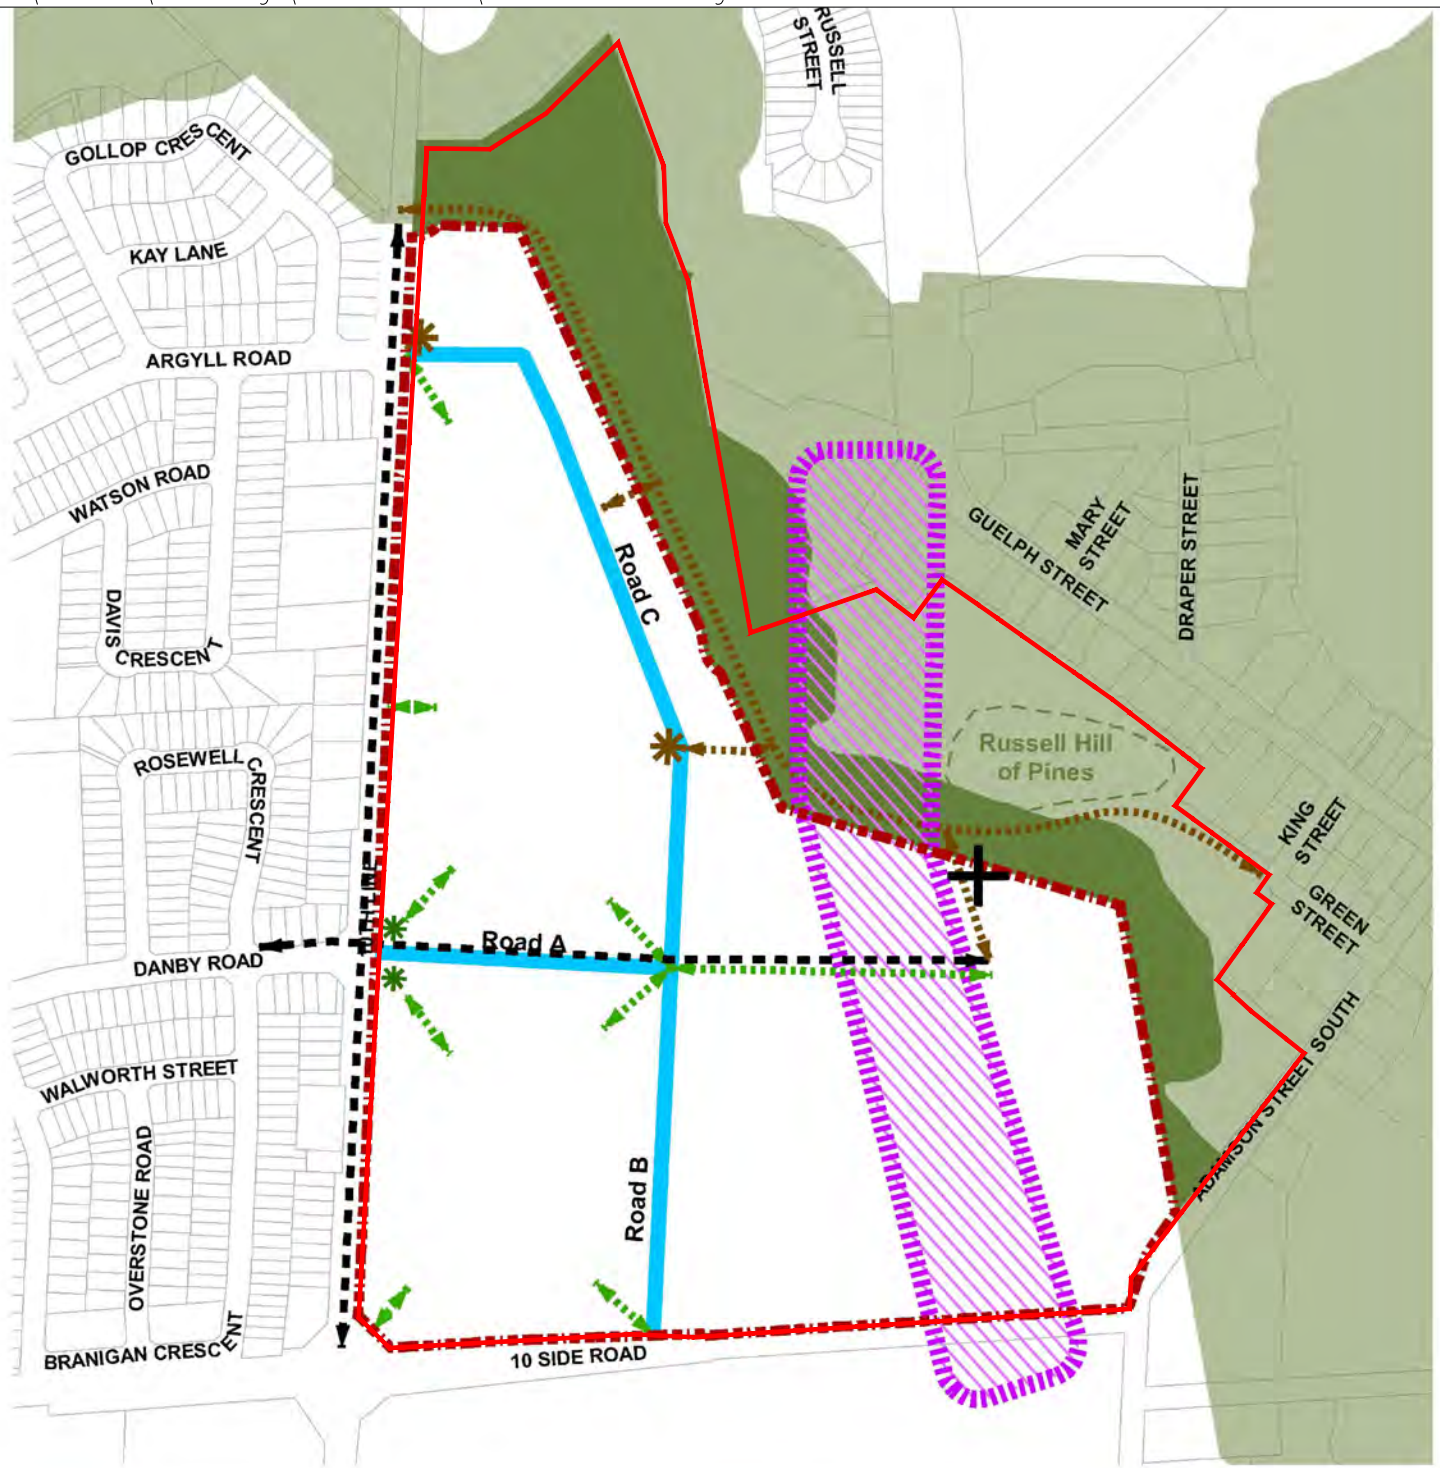 RUSSELL
STREET
GOLLOP CRESCENT
KAY LANE
ARGYLL ROAD
WATSON ROAD
DAVIS
CRESCENT
Road C
GUELPH STREET
MARY
STREET
DRAPER STREET
Russell Hill
of Pines
ROSEWELL
CRESCENT
KING
STREET
GREEN
STREET
Road A
DANBY ROAD
WALWORTH STREET
OVERSTONE ROAD
Road B
ADAMSON STREET SOUTH
BRANIGAN CRESCENT
10 SIDE ROAD